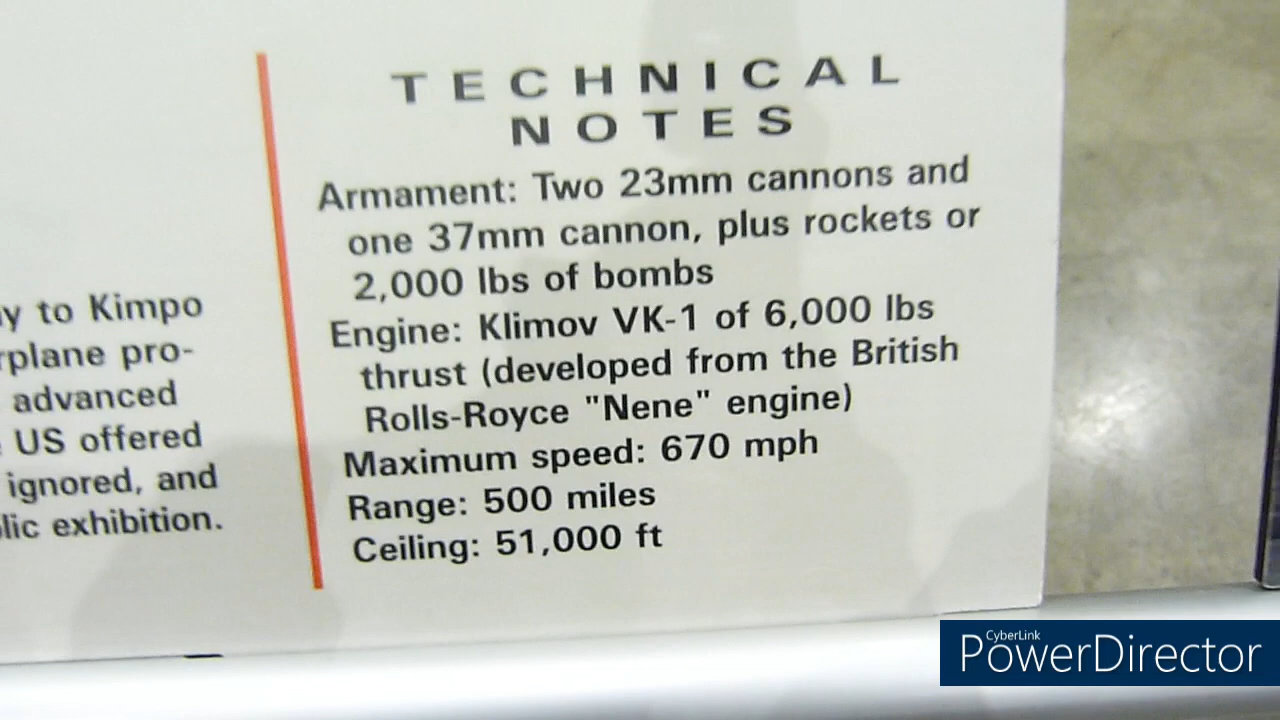 to Kimpo
pro-
advanced
US offered
ignored, and
exhibition.
TECHNICAL
NOTES
Armament: Two 23mm cannons and
one 37mm cannon, plus rockets or
2,000 lbs of bombs
Engine: Klimov VK-1 of 6,000 lbs
thrust (developed from the British
Rolls-Royce "Nene" engine)
Maximum speed: 670 mph
Range: 500 miles
Ceiling: 51,000 ft
CyberLink
PowerDirector